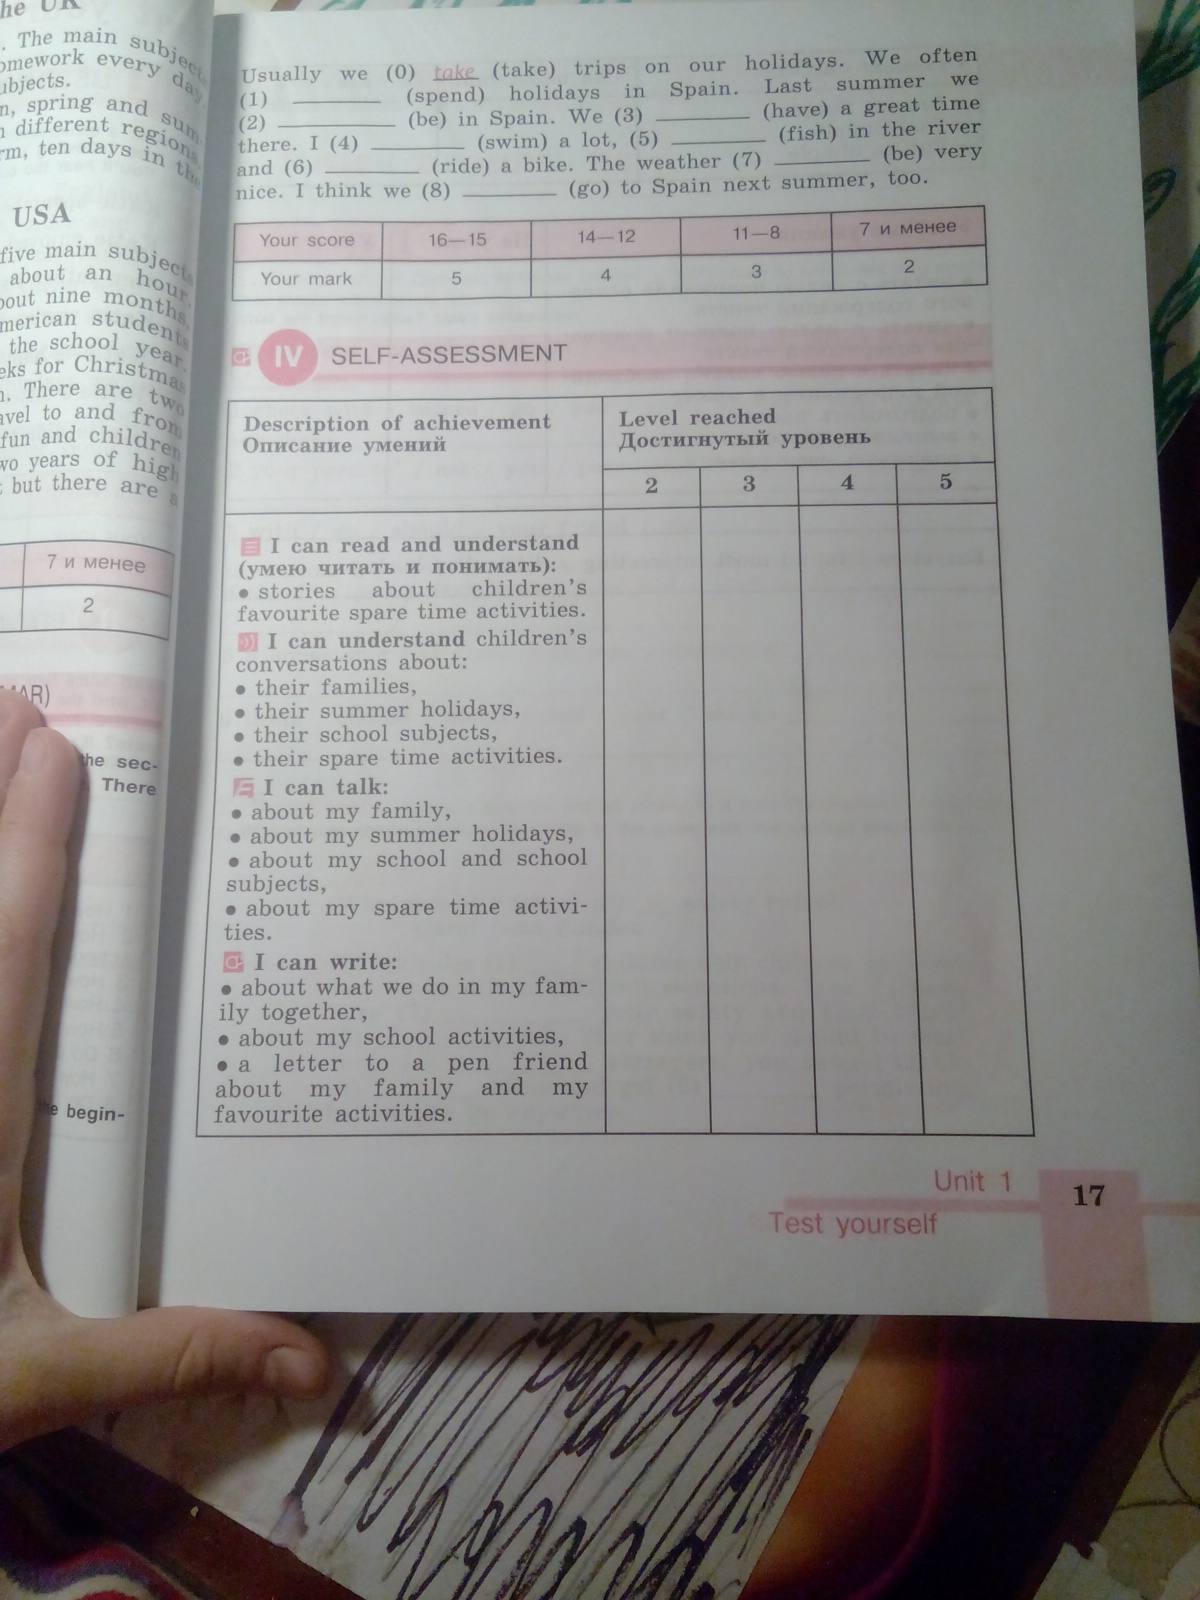 he UK
. The main subject
omework every day.
ubjects.
n, spring and sum
n different regions.
rm, ten days in the
USA
five main subjects
about an hour.
bout nine months.
merican students
the school year.
eks for Christmas
n. There are two
avel to and from
fun and children
wo years of high
t but there are a
7 и менее
2
MAR)
the sec-
There
he begin-
Usually we (0) take (take) trips on our holidays. We often
(1) ________ (spend) holidays in Spain. Last summer we
(2) ________ (be) in Spain. We (3) ________ (have) a great time
there. I (4) ________ (swim) a lot, (5) ________ (fish) in the river
and (6) ________ (ride) a bike. The weather (7) ________ (be) very
nice. I think we (8) ________ (go) to Spain next summer, too.
Your score 16—15 14—12 11—8 7 и менее
Your mark 5 4 3 2
IV SELF-ASSESSMENT
Description of achievement
Описание умений
Level reached
Достигнутый уровень
2 3 4 5
I can read and understand
(умею читать и понимать):
• stories about children's
favourite spare time activities.
I can understand children's
conversations about:
• their families,
• their summer holidays,
• their school subjects,
• their spare time activities.
I can talk:
• about my family,
• about my summer holidays,
• about my school and school
subjects,
• about my spare time activi-
ties.
I can write:
• about what we do in my fam-
ily together,
• about my school activities,
• a letter to a pen friend
about my family and my
favourite activities.
Unit 1
Test yourself
17